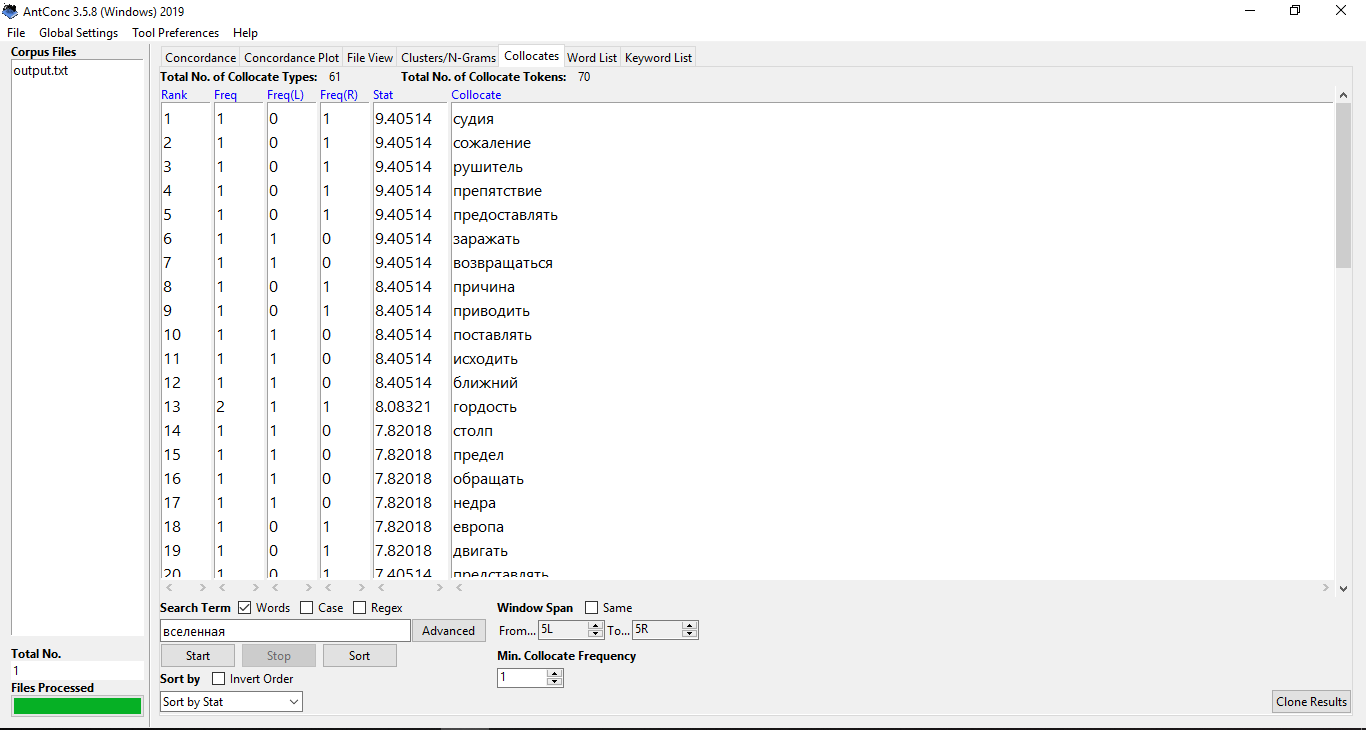 AntConc 3.5.8 (Windows) 2019
File Global Settings Tool Preferences Help
Corpus Files
output.txt
Concordance Concordance Plot File View Clusters/N-Grams Collocates Word List Keyword List
Total No. of Collocate Types: 61 Total No. of Collocate Tokens: 70
Rank Freq Freq(L) Freq(R) Stat Collocate
1 1 0 1 9.40514 судия
2 1 0 1 9.40514 сожаление
3 1 0 1 9.40514 рушитель
4 1 0 1 9.40514 препятствие
5 1 0 1 9.40514 предоставлять
6 1 1 0 9.40514 заражать
7 1 1 0 9.40514 возвращаться
8 1 0 1 8.40514 причина
9 1 0 1 8.40514 приводить
10 1 1 0 8.40514 поставлять
11 1 1 0 8.40514 исходить
12 1 1 0 8.40514 ближний
13 2 1 1 8.08321 гордость
14 1 1 0 7.82018 столп
15 1 1 0 7.82018 предел
16 1 1 0 7.82018 обращать
17 1 1 0 7.82018 недра
18 1 0 1 7.82018 европа
19 1 0 1 7.82018 двигать
20 1 0 1 7.40514 представлять
Search Term Words Case Regex Window Span Same
вселенная Advanced From... 5L To... 5R
Start Stop Sort Min. Collocate Frequency
Sort by Invert Order 1
Sort by Stat
Total No.
1
Files Processed
Clone Results